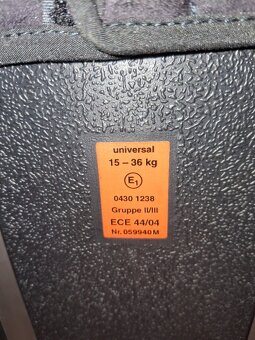 universal
15 – 36 kg
E1
0430 1238
Gruppe II/III
ECE 44/04
Nr. 059940M